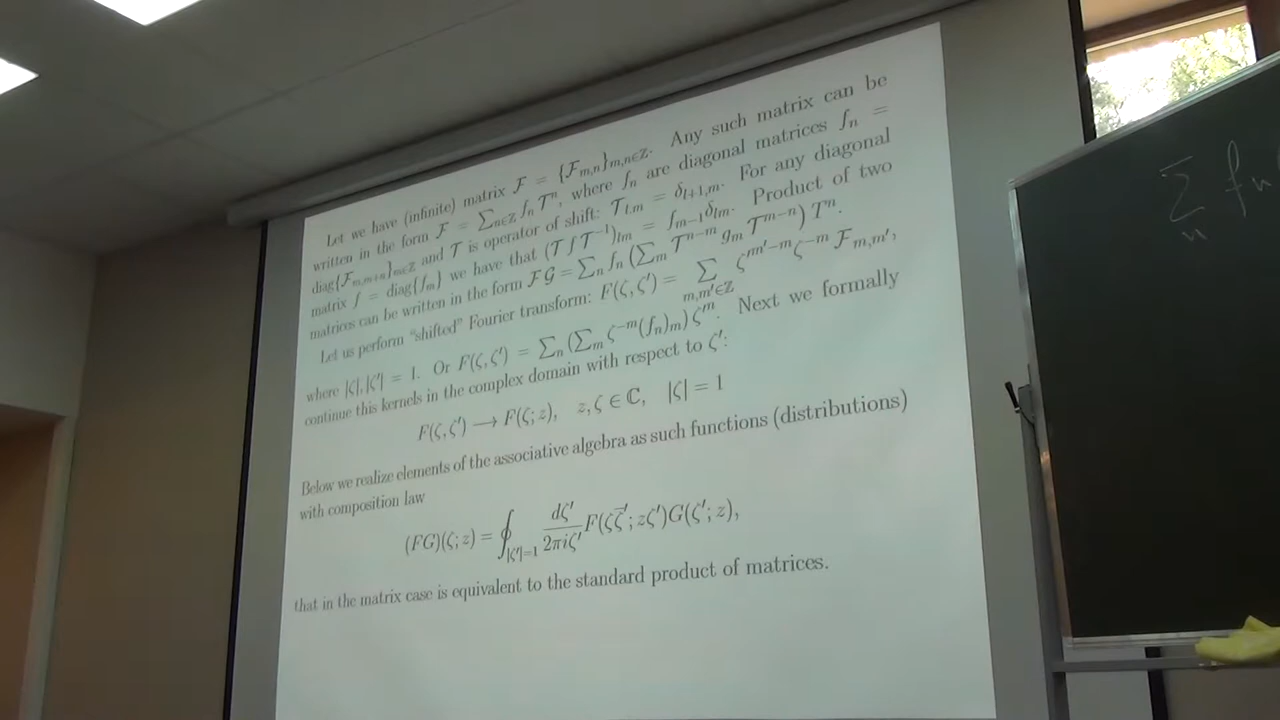 Let we have (infinite) matrix $\mathcal{F} = \{\mathcal{F}_{m,n}\}_{m,n\in\mathbb{Z}}$. Any such matrix can be
written in the form $\mathcal{F} = \sum_{n\in\mathbb{Z}} f_n \mathcal{T}^n$, where $f_n$ are diagonal matrices $f_n =$
$\text{diag}\{\mathcal{F}_{m,m+n}\}_{m\in\mathbb{Z}}$ and $\mathcal{T}$ is operator of shift: $\mathcal{T}_{l,m} = \delta_{l+1,m}$. For any diagonal
matrix $f = \text{diag}\{f_m\}$ we have that $(\mathcal{T} f \mathcal{T}^{-1})_{lm} = f_{m-1}\delta_{lm}$. Product of two
matrices can be written in the form $\mathcal{F}\mathcal{G} = \sum_n f_n \left(\sum_m \mathcal{T}^{n-m} g_m \mathcal{T}^{m-n}\right) T^n$.
Let us perform "shifted" Fourier transform: $F(\zeta, \zeta') = \sum_{m,m'\in\mathbb{Z}} \zeta'^{m'-m} \zeta^{-m} \mathcal{F}_{m,m'}$,
where $|\zeta|, |\zeta'| = 1$. Or $F(\zeta, \zeta') = \sum_n \left(\sum_m \zeta^{-m} (f_n)_m\right) \zeta'^m$. Next we formally
continue this kernels in the complex domain with respect to $\zeta'$:
$F(\zeta, \zeta') \longrightarrow F(\zeta; z), \quad z, \zeta \in \mathbb{C}, \quad |\zeta| = 1$
Below we realize elements of the associative algebra as such functions (distributions)
with composition law
$(FG)(\zeta; z) = \oint_{|\zeta'|=1} \frac{d\zeta'}{2\pi i \zeta'} F(\zeta\overline{\zeta}'; z\zeta') G(\zeta'; z),$
that in the matrix case is equivalent to the standard product of matrices.
$\sum_n f_n$